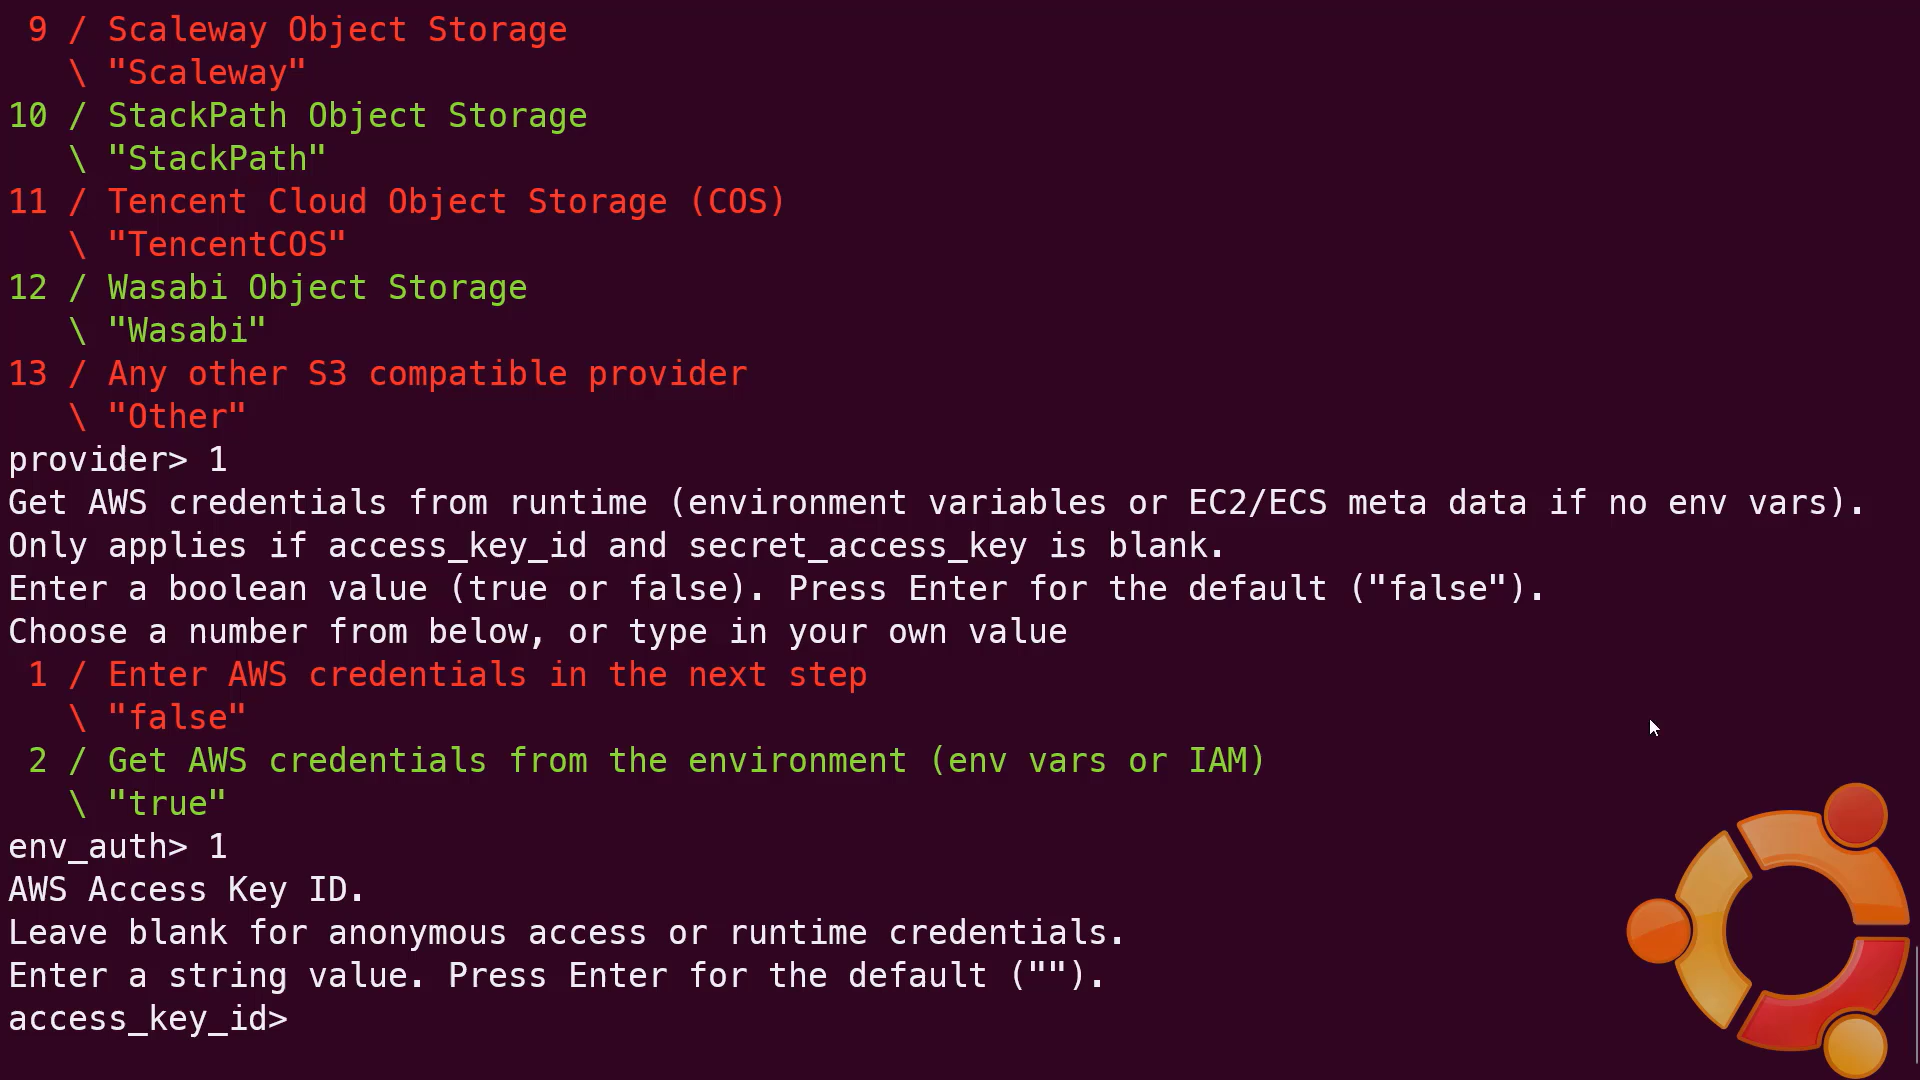 9 / Scaleway Object Storage
\ "Scaleway"
10 / StackPath Object Storage
\ "StackPath"
11 / Tencent Cloud Object Storage (COS)
\ "TencentCOS"
12 / Wasabi Object Storage
\ "Wasabi"
13 / Any other S3 compatible provider
\ "Other"
provider> 1
Get AWS credentials from runtime (environment variables or EC2/ECS meta data if no env vars).
Only applies if access_key_id and secret_access_key is blank.
Enter a boolean value (true or false). Press Enter for the default ("false").
Choose a number from below, or type in your own value
1 / Enter AWS credentials in the next step
\ "false"
2 / Get AWS credentials from the environment (env vars or IAM)
\ "true"
env_auth> 1
AWS Access Key ID.
Leave blank for anonymous access or runtime credentials.
Enter a string value. Press Enter for the default ("").
access_key_id>